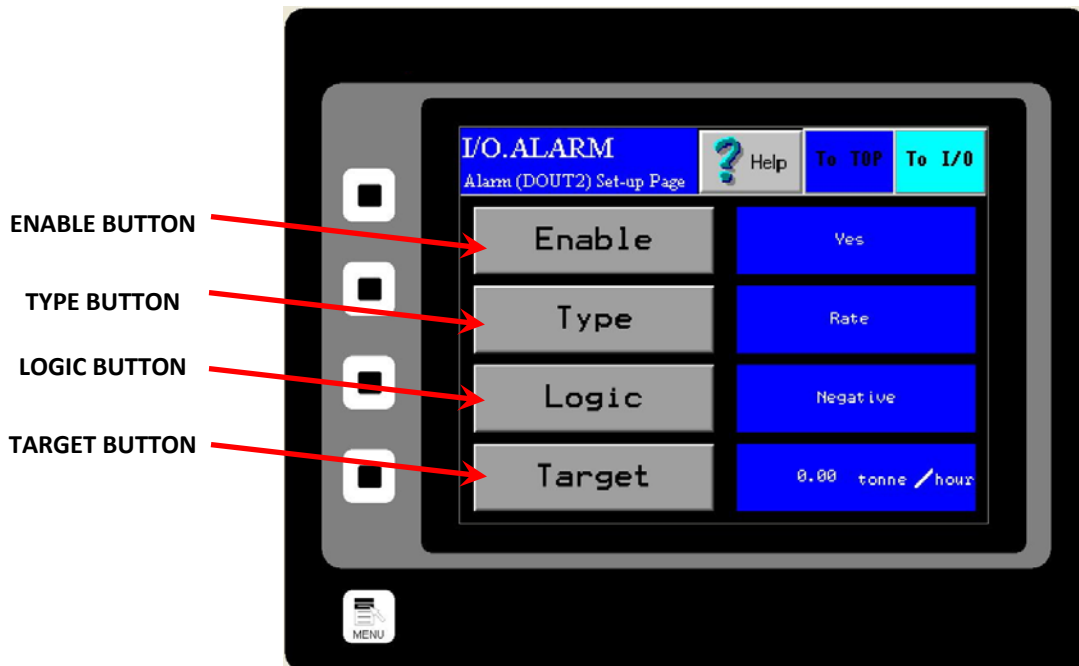 I/O.ALARM
Alarm (DOUT2) Set-up Page
? Help
To TOP
To I/O
ENABLE BUTTON
Enable
Yes
TYPE BUTTON
Type
Rate
LOGIC BUTTON
Logic
Negative
TARGET BUTTON
Target
0.00 tonne /hour
MENU